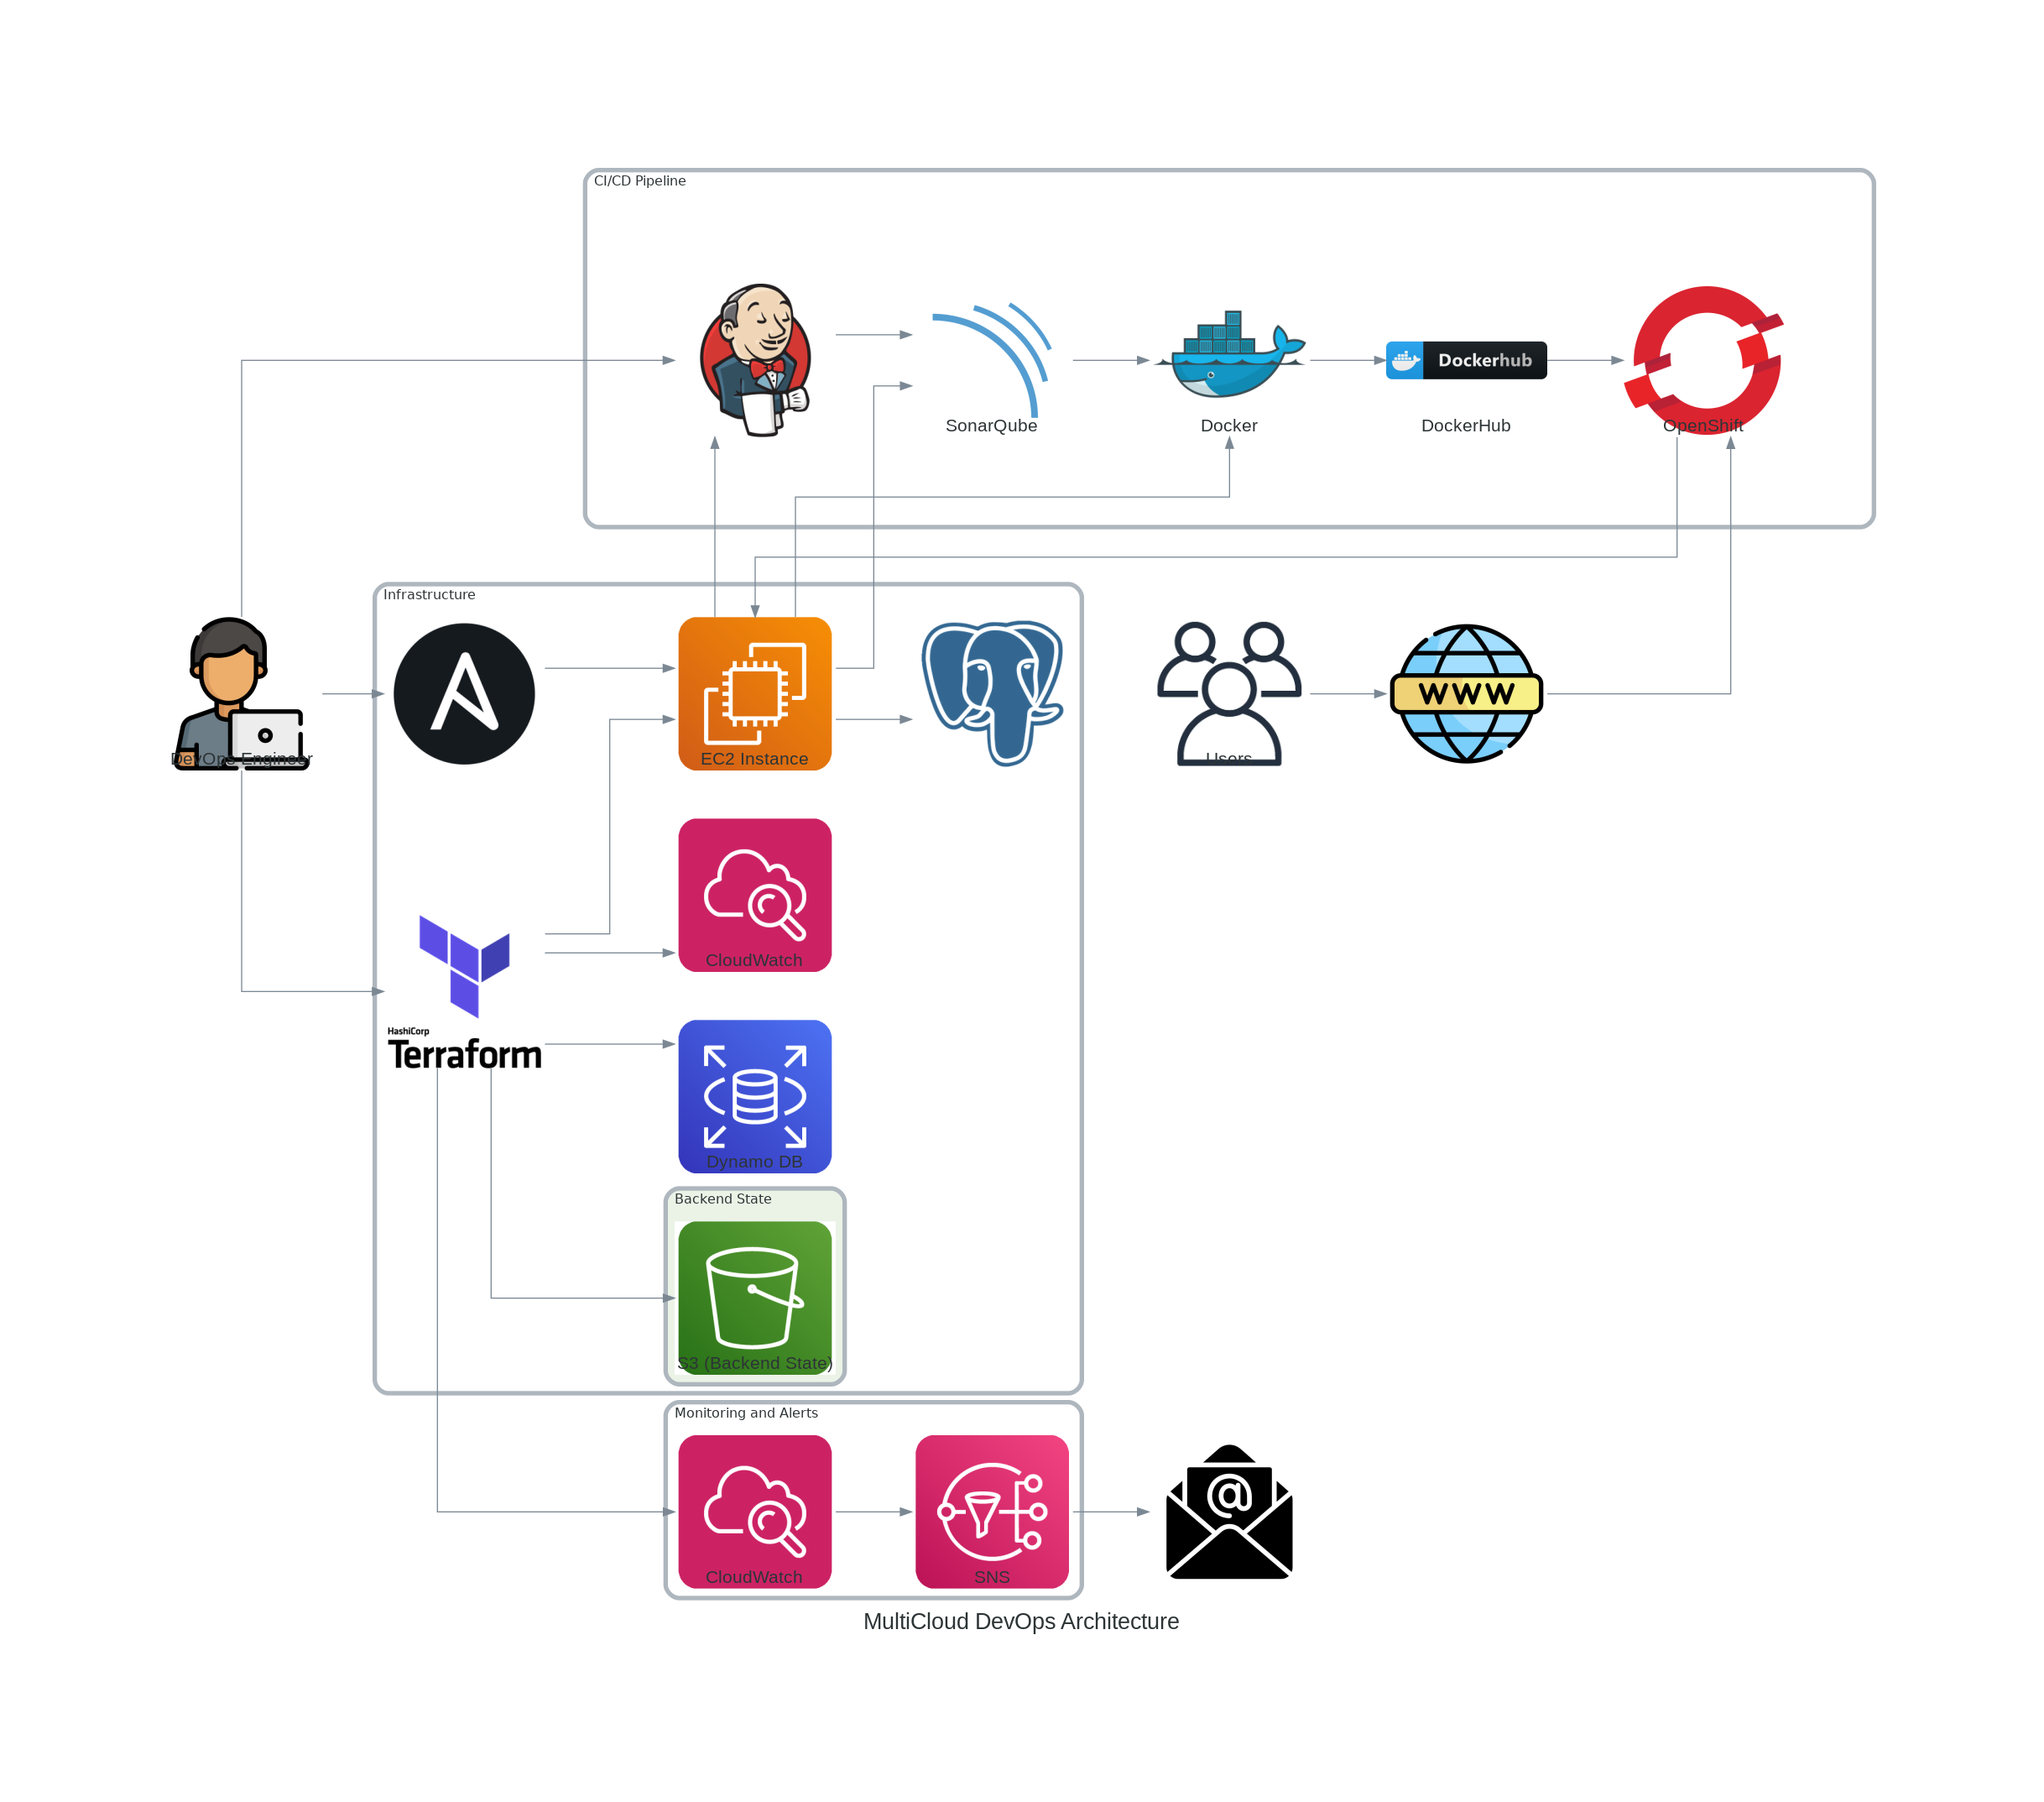 CI/CD Pipeline
SonarQube
Docker
Dockerhub
DockerHub
OpenShift
Infrastructure
DevOps Engineer
EC2 Instance
Users
WWW
CloudWatch
HashiCorp
Terraform
Dynamo DB
Backend State
S3 (Backend State)
Monitoring and Alerts
CloudWatch
SNS
@
MultiCloud DevOps Architecture